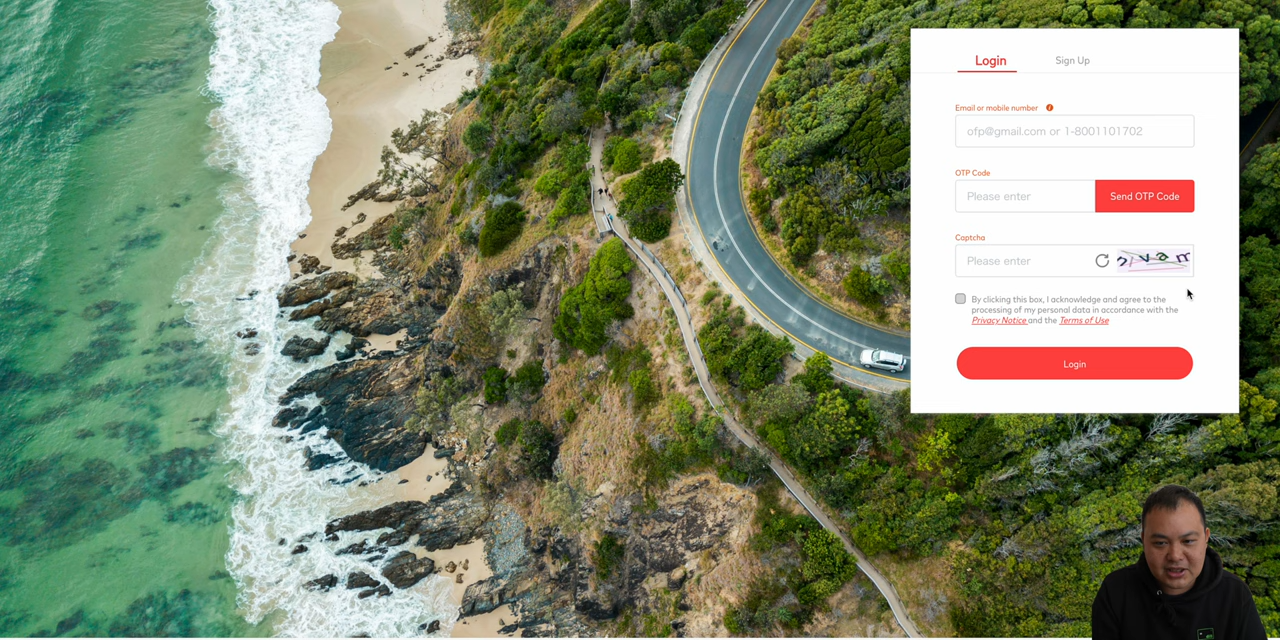 Login
Sign Up
Email or mobile number
ofp@gmail.com or 1-8001101702
OTP Code
Please enter
Send OTP Code
Captcha
Please enter
By clicking this box, I acknowledge and agree to the
processing of my personal data in accordance with the
Privacy Notice and the Terms of Use
Login